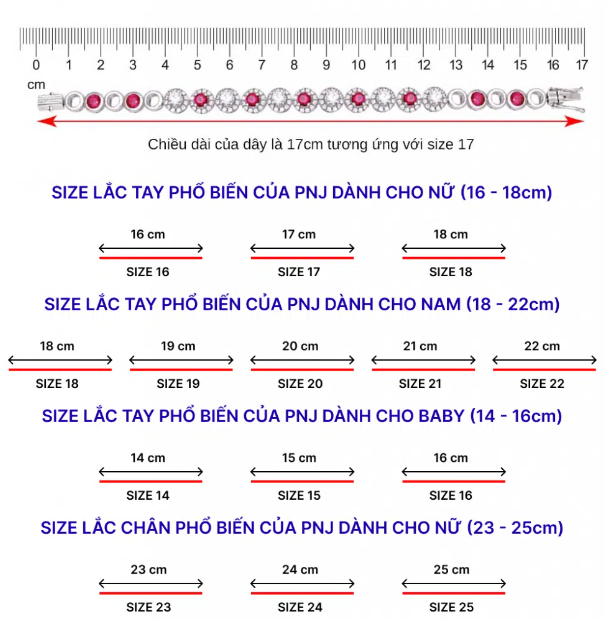 0 1 2 3 4 5 6 7 8 9 10 11 12 13 14 15 16 17
cm
Chiều dài của dây là 17cm tương ứng với size 17
SIZE LẮC TAY PHỔ BIẾN CỦA PNJ DÀNH CHO NỮ (16 - 18cm)
16 cm 17 cm 18 cm
SIZE 16 SIZE 17 SIZE 18
SIZE LẮC TAY PHỔ BIẾN CỦA PNJ DÀNH CHO NAM (18 - 22cm)
18 cm 19 cm 20 cm 21 cm 22 cm
SIZE 18 SIZE 19 SIZE 20 SIZE 21 SIZE 22
SIZE LẮC TAY PHỔ BIẾN CỦA PNJ DÀNH CHO BABY (14 - 16cm)
14 cm 15 cm 16 cm
SIZE 14 SIZE 15 SIZE 16
SIZE LẮC CHÂN PHỔ BIẾN CỦA PNJ DÀNH CHO NỮ (23 - 25cm)
23 cm 24 cm 25 cm
SIZE 23 SIZE 24 SIZE 25